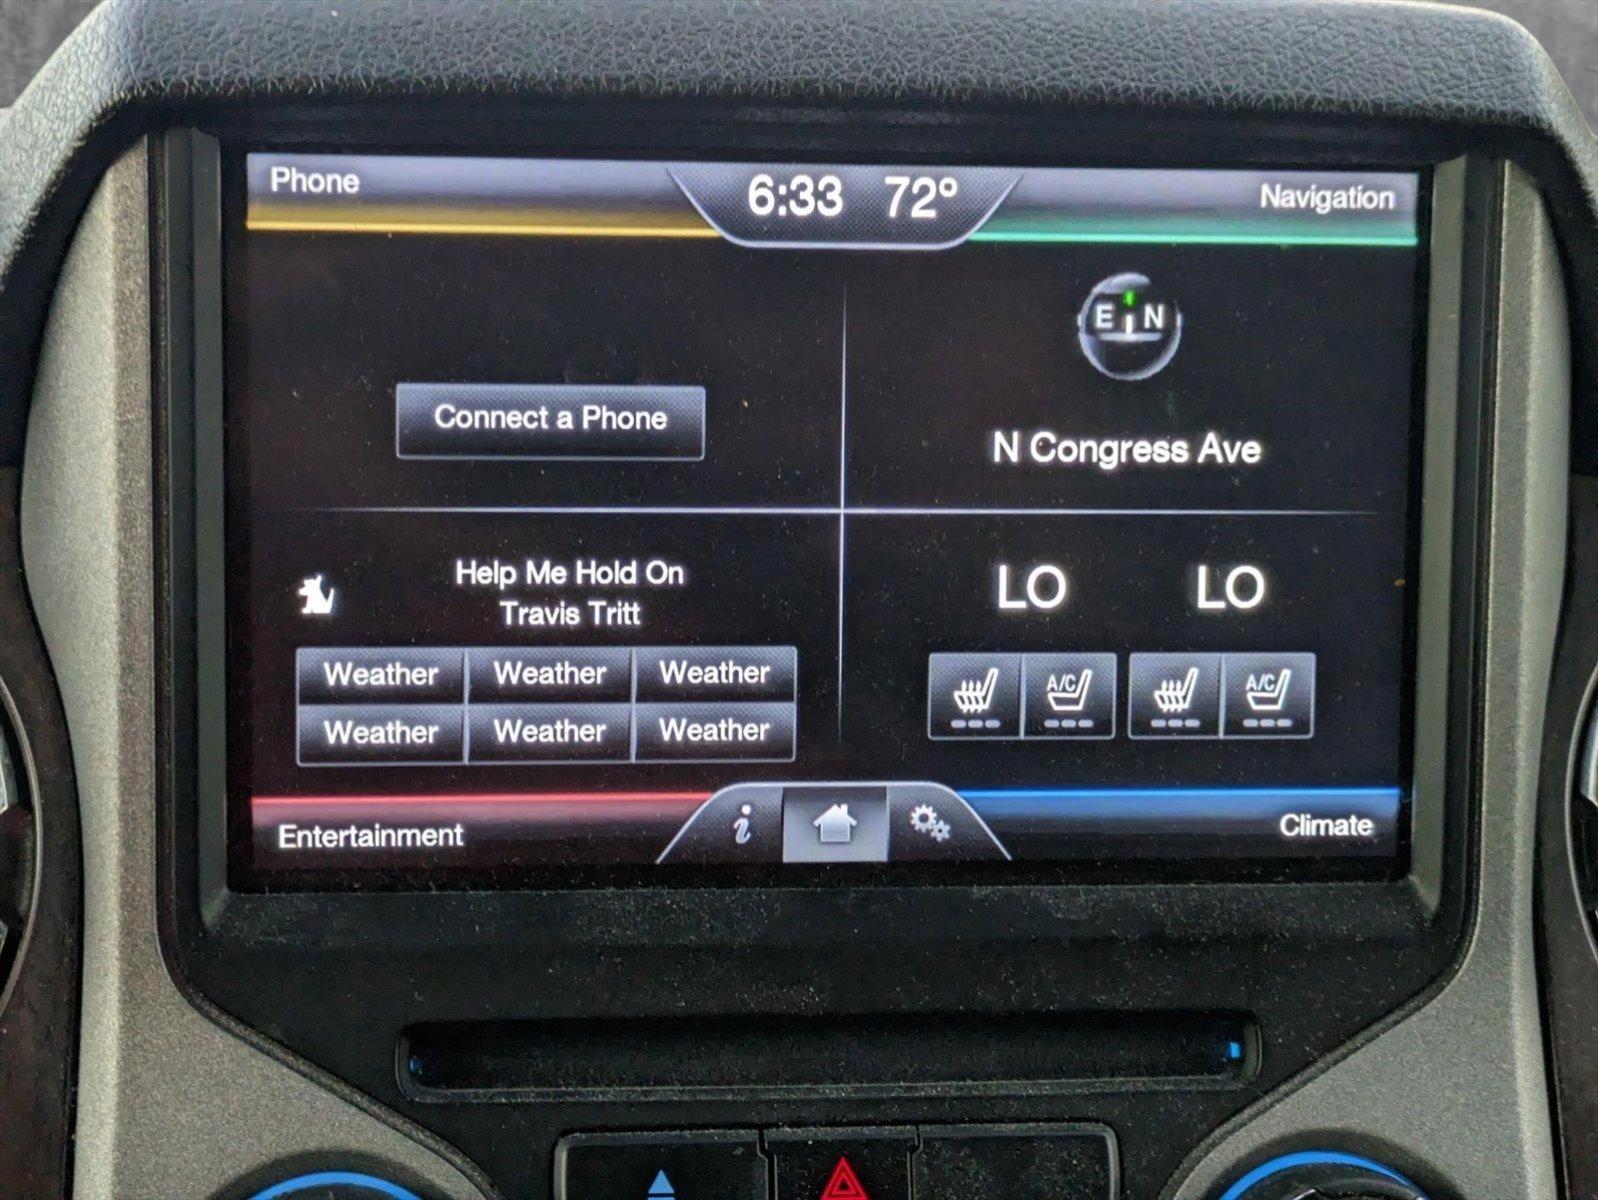 Phone
6:33 72°
Navigation
E N
Connect a Phone
N Congress Ave
Help Me Hold On
Travis Tritt
LO LO
Weather Weather Weather
Weather Weather Weather
A/C A/C
Entertainment
i
Climate